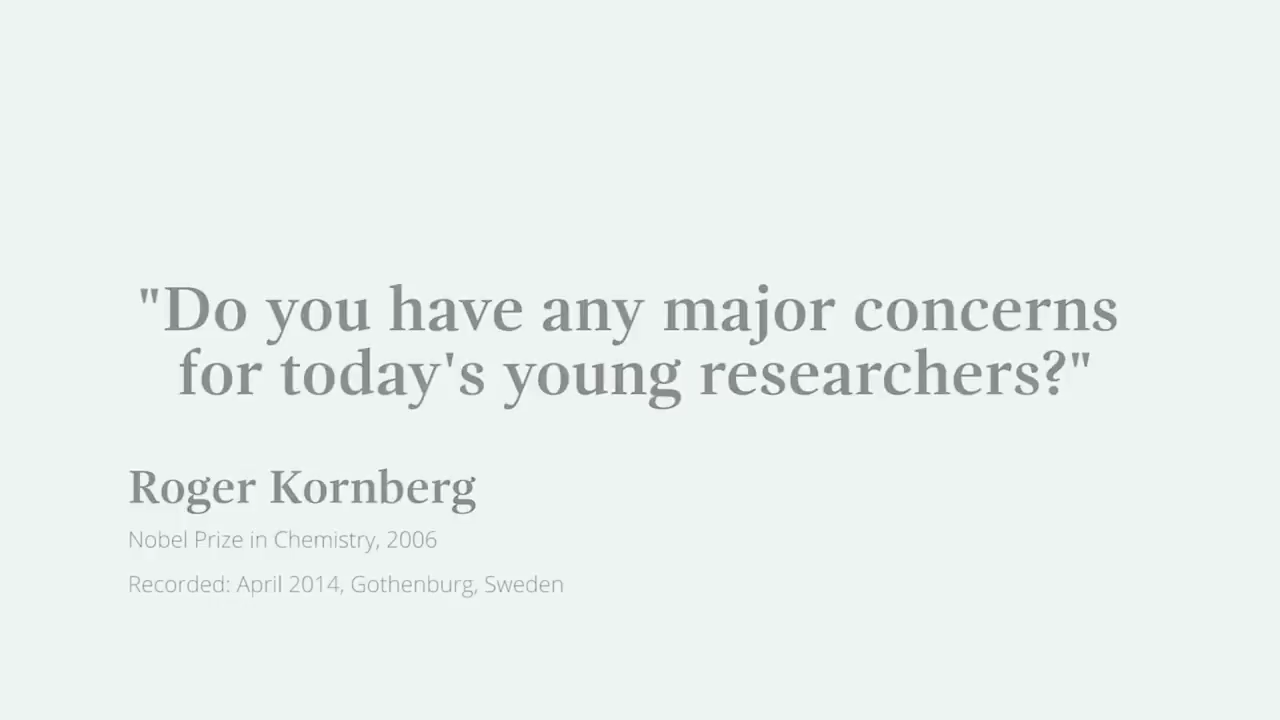 "Do you have any major concerns
for today's young researchers?"
Roger Kornberg
Nobel Prize in Chemistry, 2006
Recorded: April 2014, Gothenburg, Sweden